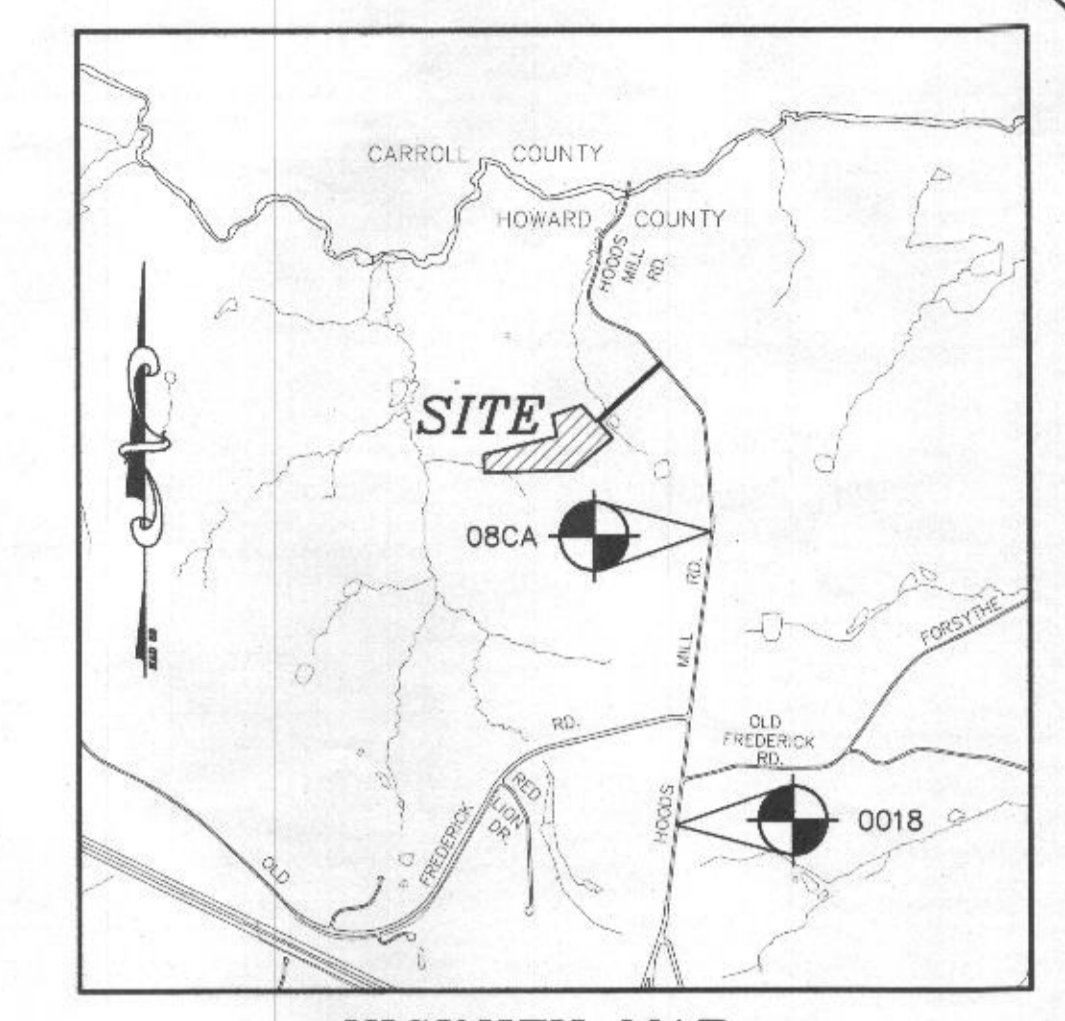 CARROLL COUNTY
HOWARD COUNTY
HOODS
MILL
RD
SITE
08CA
RD.
MILL
FORSYTHE
RD.
OLD
FREDERICK
RD.
RED
LION
DR.
HOODS
0018
FREDERICK
OLD